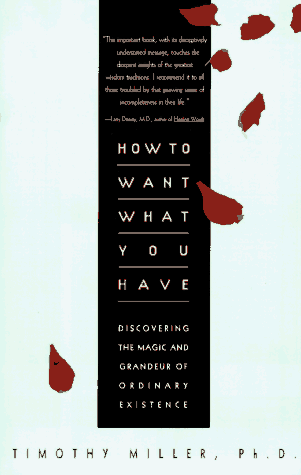 "This important book, with its deceptively
understated message, touches the
deepest insights of the greatest
wisdom traditions. I recommend it to all
those troubled by that gnawing sense of
incompleteness in their life."
—Larry Dossey, M.D., author of Healing Words
HOW TO
WANT
WHAT
YOU
HAVE
DISCOVERING
THE MAGIC AND
GRANDEUR OF
ORDINARY
EXISTENCE
TIMOTHY MILLER, Ph.D.